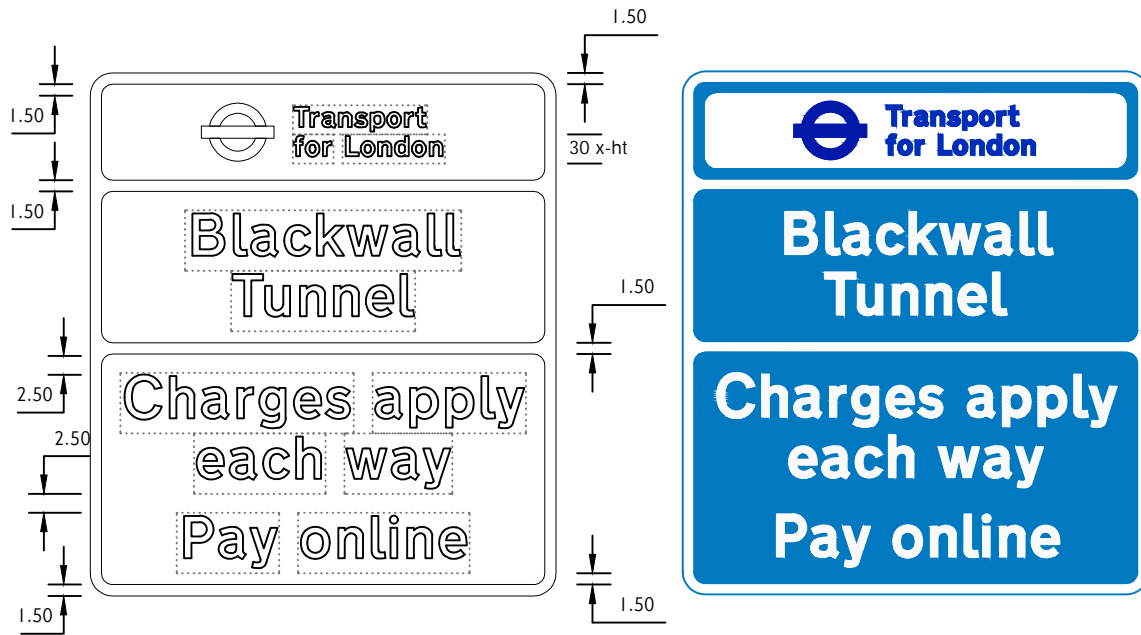 1.50
1.50
1.50
30 x-ht
1.50
Transport
for London
Blackwall
Tunnel
1.50
2.50
2.50
Charges apply
each way
Pay online
1.50
1.50
Transport
for London
Blackwall
Tunnel
Charges apply
each way
Pay online